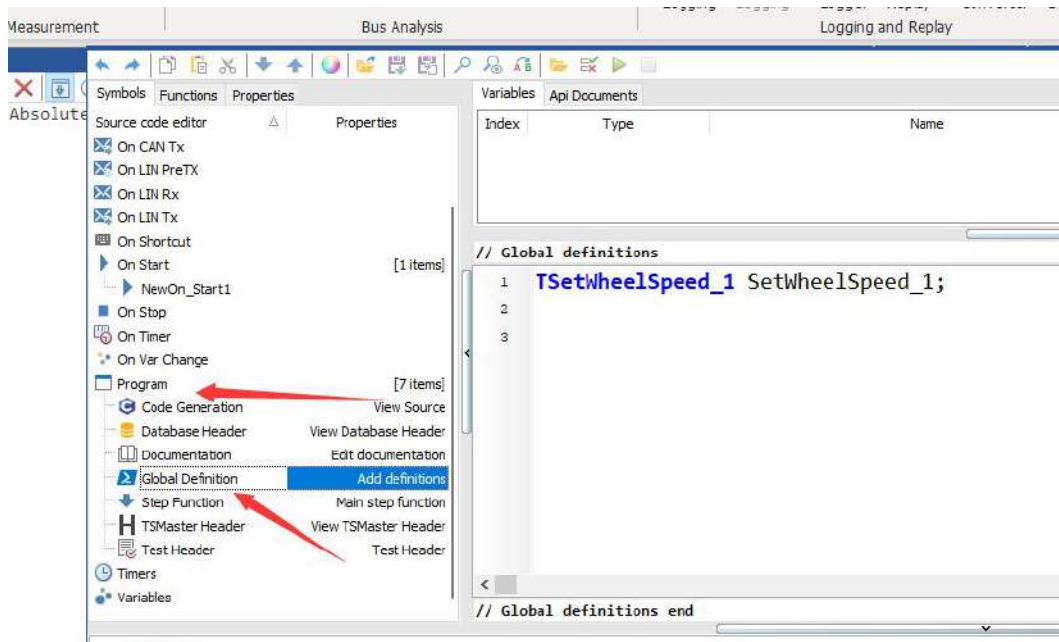 Measurement
Bus Analysis
Logging and Replay
Absolute
Symbols Functions Properties
Source code editor Properties
On CAN Tx
On LIN PreTX
On LIN Rx
On LIN Tx
On Shortcut
On Start [1 items]
NewOn_Start1
On Stop
On Timer
On Var Change
Program [7 items]
Code Generation View Source
Database Header View Database Header
Documentation Edit documentation
Global Definition Add definitions
Step Function Main step function
TSMaster Header View TSMaster Header
Test Header Test Header
Timers
Variables
Variables Api Documents
Index Type Name
// Global definitions
1 TSetWheelSpeed_1 SetWheelSpeed_1;
2
3
// Global definitions end